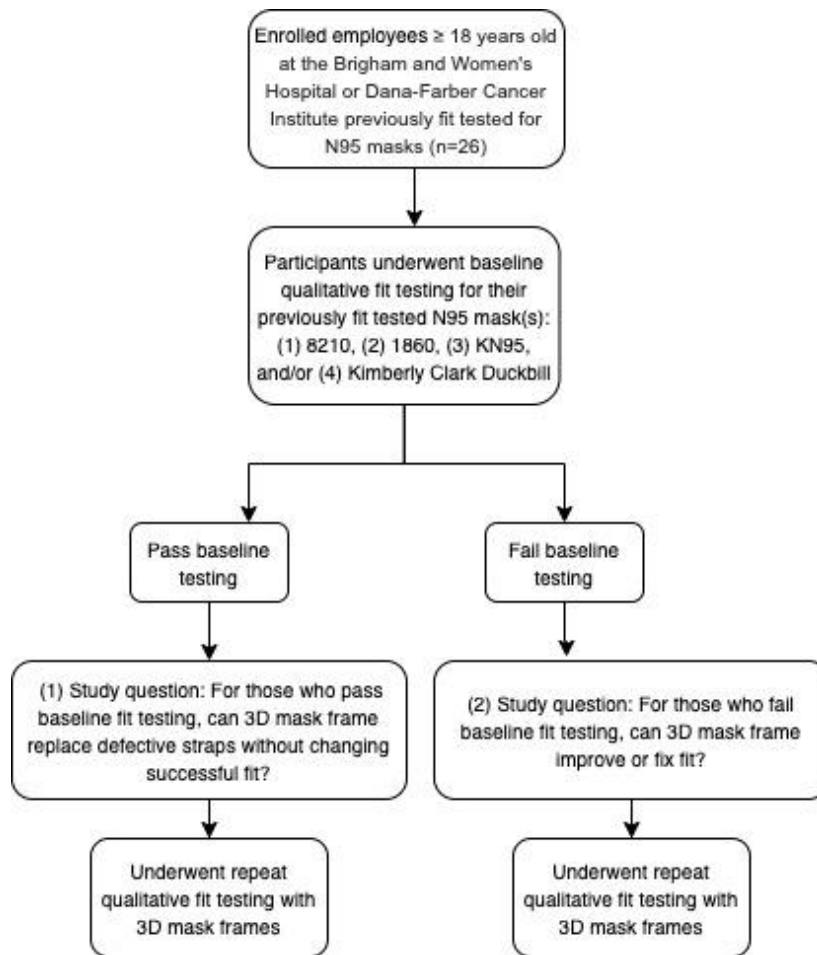 Enrolled employees ≥ 18 years old
at the Brigham and Women's
Hospital or Dana-Farber Cancer
Institute previously fit tested for
N95 masks (n=26)
Participants underwent baseline
qualitative fit testing for their
previously fit tested N95 mask(s):
(1) 8210, (2) 1860, (3) KN95,
and/or (4) Kimberly Clark Duckbill
Pass baseline
testing
Fail baseline
testing
(1) Study question: For those who pass
baseline fit testing, can 3D mask frame
replace defective straps without changing
successful fit?
(2) Study question: For those who fail
baseline fit testing, can 3D mask frame
improve or fix fit?
Underwent repeat
qualitative fit testing with
3D mask frames
Underwent repeat
qualitative fit testing with
3D mask frames